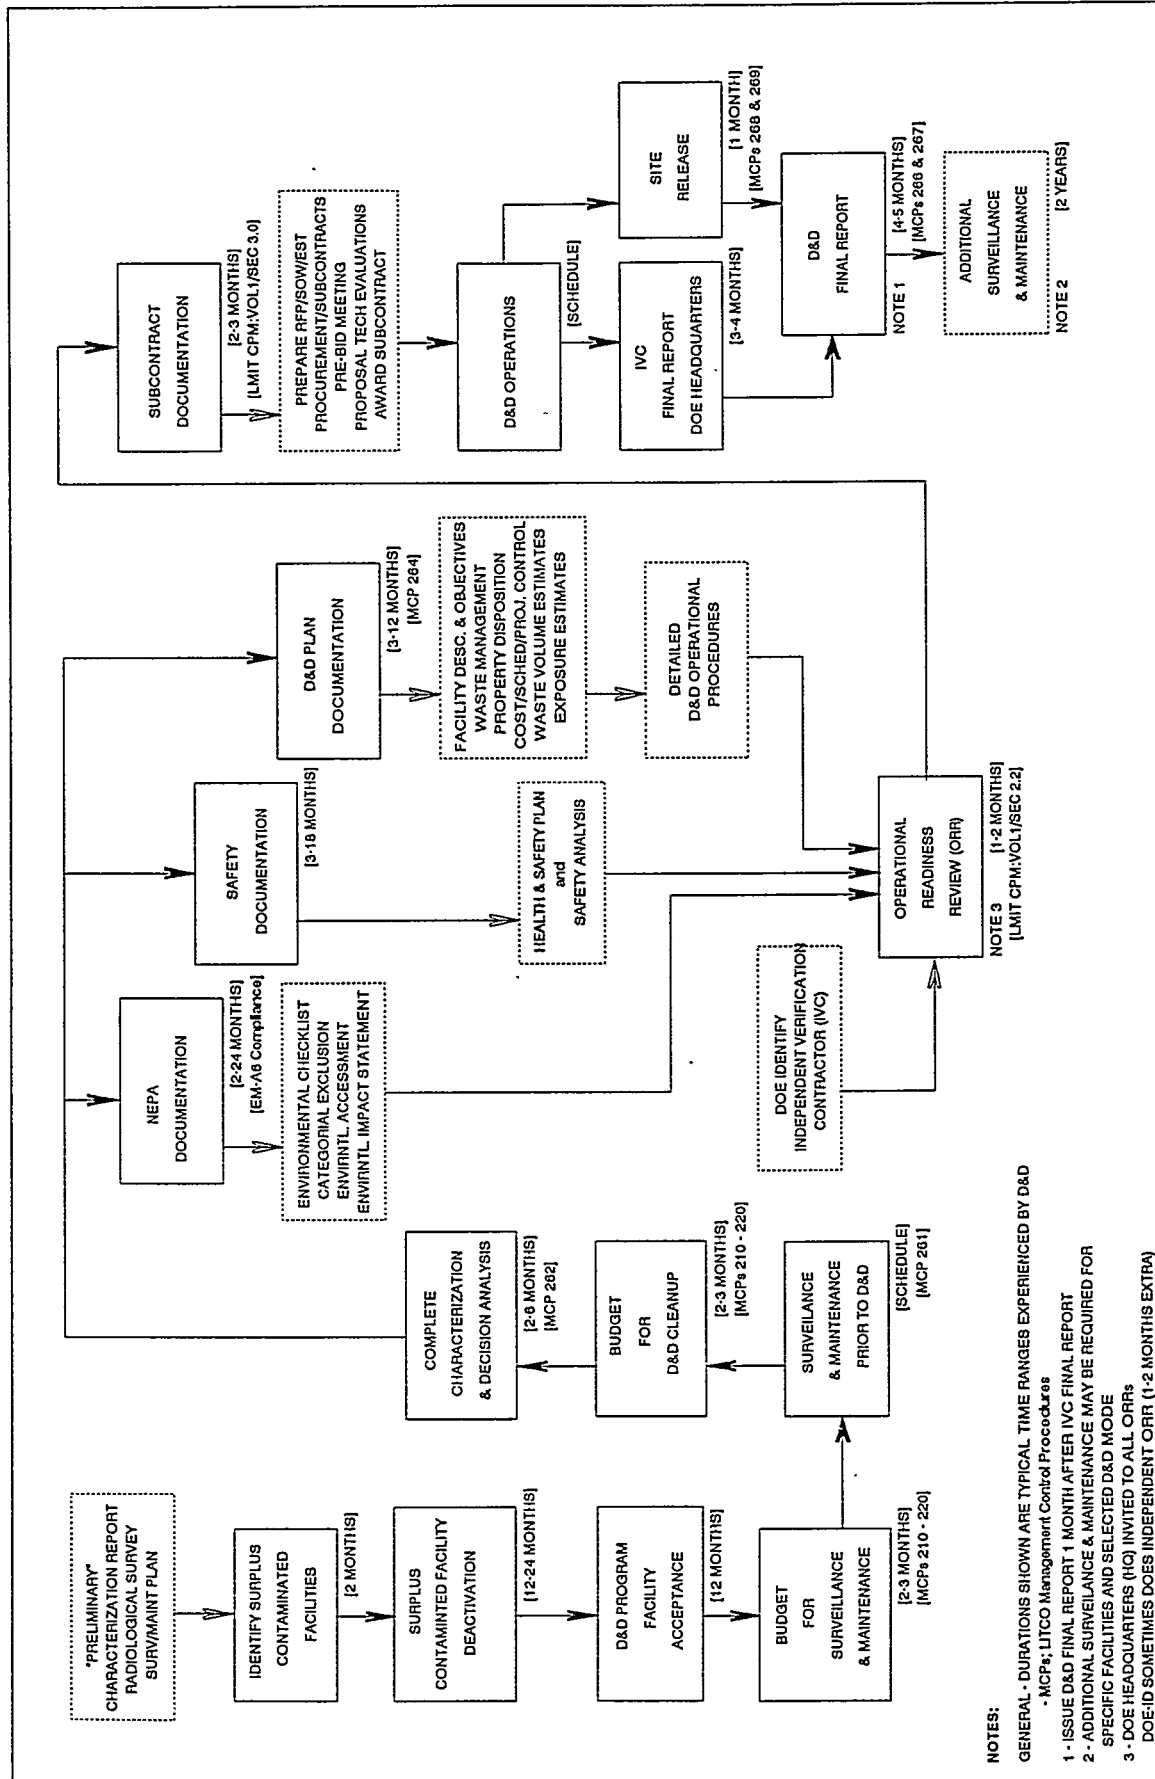 "PRELIMINARY"
CHARACTERIZATION REPORT
RADIOLOGICAL SURVEY
SURV/MAINT PLAN
IDENTIFY SURPLUS
CONTAMINATED
FACILITIES
[2 MONTHS]
SURPLUS
CONTAMINTED FACILITY
DEACTIVATION
[12-24 MONTHS]
D&D PROGRAM
FACILITY
ACCEPTANCE
[12 MONTHS]
BUDGET
FOR
SURVEILLANCE
& MAINTENANCE
[2-3 MONTHS]
[MCPs 210 - 220]
SURVEILLANCE
& MAINTENANCE
PRIOR TO D&D
[SCHEDULE]
[MCP 261]
BUDGET
FOR
D&D CLEANUP
[2-3 MONTHS]
[MCPs 210 - 220]
COMPLETE
CHARACTERIZATION
& DECISION ANALYSIS
[2-6 MONTHS]
[MCP 262]
NEPA
DOCUMENTATION
[2-24 MONTHS]
[EM-A6 Compliance]
ENVIRONMENTAL CHECKLIST
CATEGORIAL EXCLUSION
ENVIRNTL. ACCESSMENT
ENVIRNTL. IMPACT STATEMENT
SAFETY
DOCUMENTATION
[3-18 MONTHS]
HEALTH & SAFETY PLAN
and
SAFETY ANALYSIS
D&D PLAN
DOCUMENTATION
[3-12 MONTHS]
[MCP 264]
FACILITY DESC. & OBJECTIVES
WASTE MANAGEMENT
PROPERTY DISPOSITION
COST/SCHED/PROJ. CONTROL
WASTE VOLUME ESTIMATES
EXPOSURE ESTIMATES
DETAILED
D&D OPERATIONAL
PROCEDURES
DOE IDENTIFY
INDEPENDENT VERIFICATION
CONTRACTOR (IVC)
OPERATIONAL
READINESS
REVIEW (ORR)
NOTE 3 [1-2 MONTHS]
[LMIT CPM:VOL1/SEC 2.2]
SUBCONTRACT
DOCUMENTATION
[2-3 MONTHS]
[LMIT CPM:VOL1/SEC 3.0]
PREPARE RFP/SOW/EST
PROCUREMENT/SUBCONTRACTS
PRE-BID MEETING
PROPOSAL TECH EVALUATIONS
AWARD SUBCONTRACT
D&D OPERATIONS
[SCHEDULE]
IVC
FINAL REPORT
DOE HEADQUARTERS
[3-4 MONTHS]
SITE
RELEASE
[1 MONTH]
[MCPs 268 & 269]
D&D
FINAL REPORT
NOTE 1 [4-5 MONTHS]
[MCPs 266 & 267]
ADDITIONAL
SURVEILLANCE
& MAINTENANCE
NOTE 2 [2 YEARS]
NOTES:
GENERAL - DURATIONS SHOWN ARE TYPICAL TIME RANGES EXPERIENCED BY D&D
- MCPs; LITCO Management Control Procedures
1 - ISSUE D&D FINAL REPORT 1 MONTH AFTER IVC FINAL REPORT
2 - ADDITIONAL SURVEILANCE & MAINTENANCE MAY BE REQUIRED FOR
SPECIFIC FACILITIES AND SELECTED D&D MODE
3 - DOE HEADQUARTERS (HQ) INVITED TO ALL ORRs
DOE-ID SOMETIMES DOES INDEPENDENT ORR (1-2 MONTHS EXTRA)